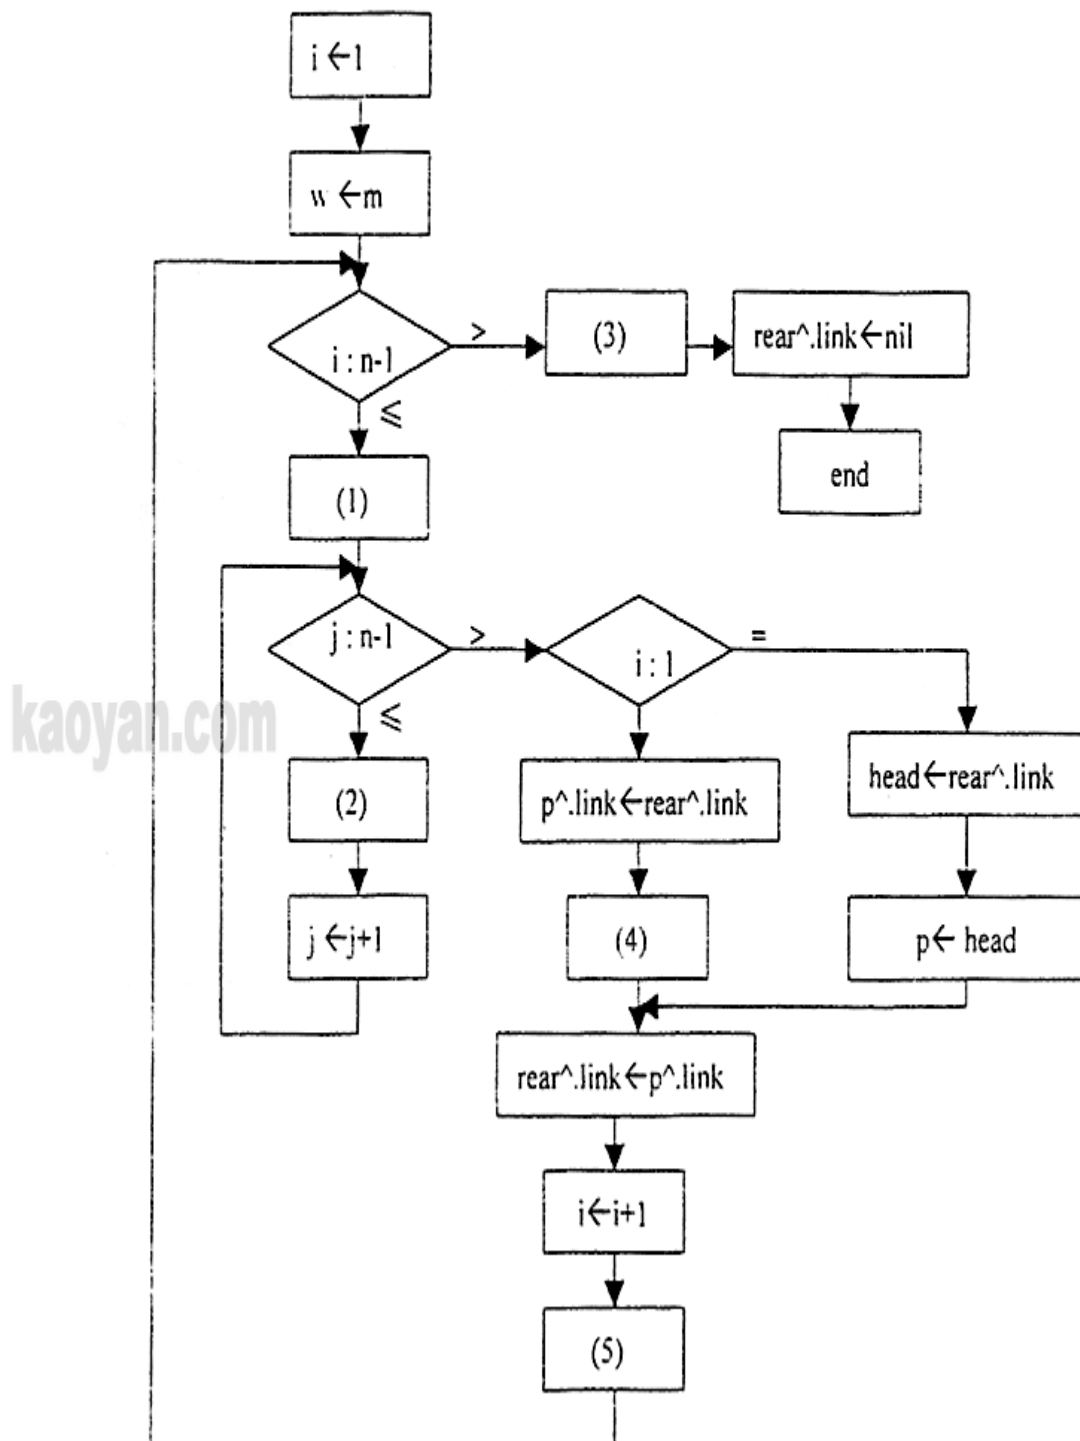 i ←1
w ←m
i : n-1
>
(3)
rear^.link←nil
≤
end
(1)
j : n-1
>
i : 1
=
≤
kaoyan.com
(2)
p^.link←rear^.link
head←rear^.link
j ←j+1
(4)
p← head
rear^.link←p^.link
i←i+1
(5)